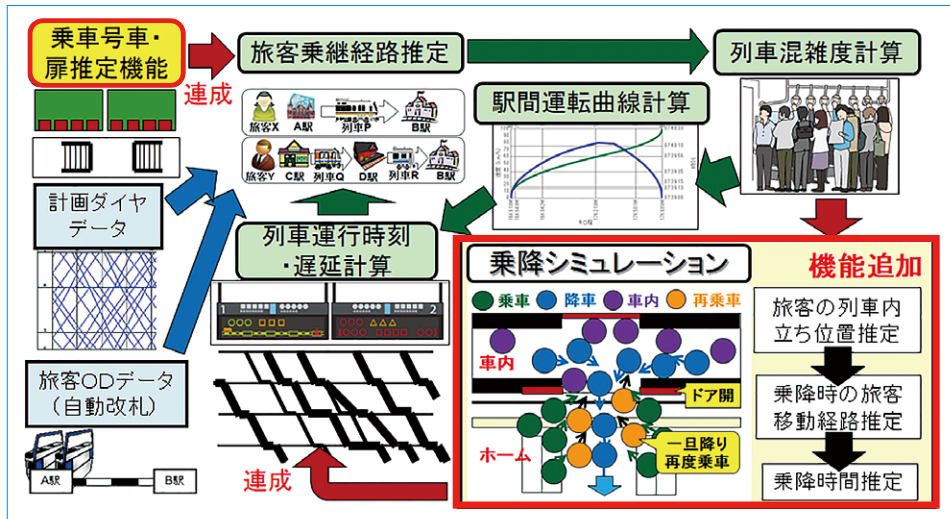 乗車号車・
扉推定機能
連成
旅客乗継経路推定
列車混雑度計算
旅客X
A駅
列車P
B駅
旅客Y
C駅
列車Q
D駅
列車R
B駅
駅間運転曲線計算
計画ダイヤ
データ
列車運行時刻
・遅延計算
1
2
旅客ODデータ
(自動改札)
A駅
B駅
連成
乗降シミュレーション
機能追加
乗車
降車
車内
再乗車
車内
ドア開
ホーム
一旦降り
再度乗車
旅客の列車内
立ち位置推定
乗降時の旅客
移動経路推定
乗降時間推定